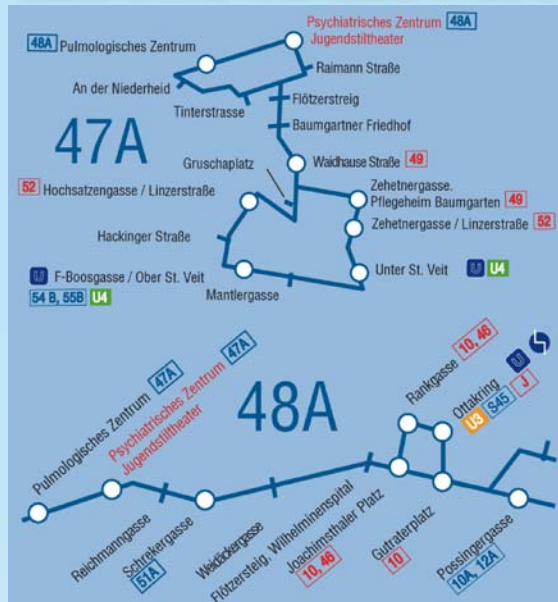 Psychiatrisches Zentrum 48A
Jugendstiltheater
48A Pulmologisches Zentrum
Raimann Straße
An der Niederheid
Tinterstrasse
Flötzerstreig
Baumgartner Friedhof
47A
Gruschaplatz
Waidhause Straße 49
52 Hochsatzengasse / Linzerstraße
Zehetnergasse.
Pflegeheim Baumgarten 49
Zehetnergasse / Linzerstraße 52
Hackinger Straße
U F-Boosgasse / Ober St. Veit
54 B, 55B U4
Unter St. Veit U U4
Mantlergasse
48A
Pulmologisches Zentrum 47A
Psychiatrisches Zentrum 47A
Jugendstiltheater
Reichmanngasse
Schrekergasse
51A
Flötzersteig, Wilhelminenspital
Joachimsthaler Platz
10, 46
Rankgasse 10, 46
Ottakring U
U3 S45 J
Gutraterplatz
10
Possingergasse
10A, 12A